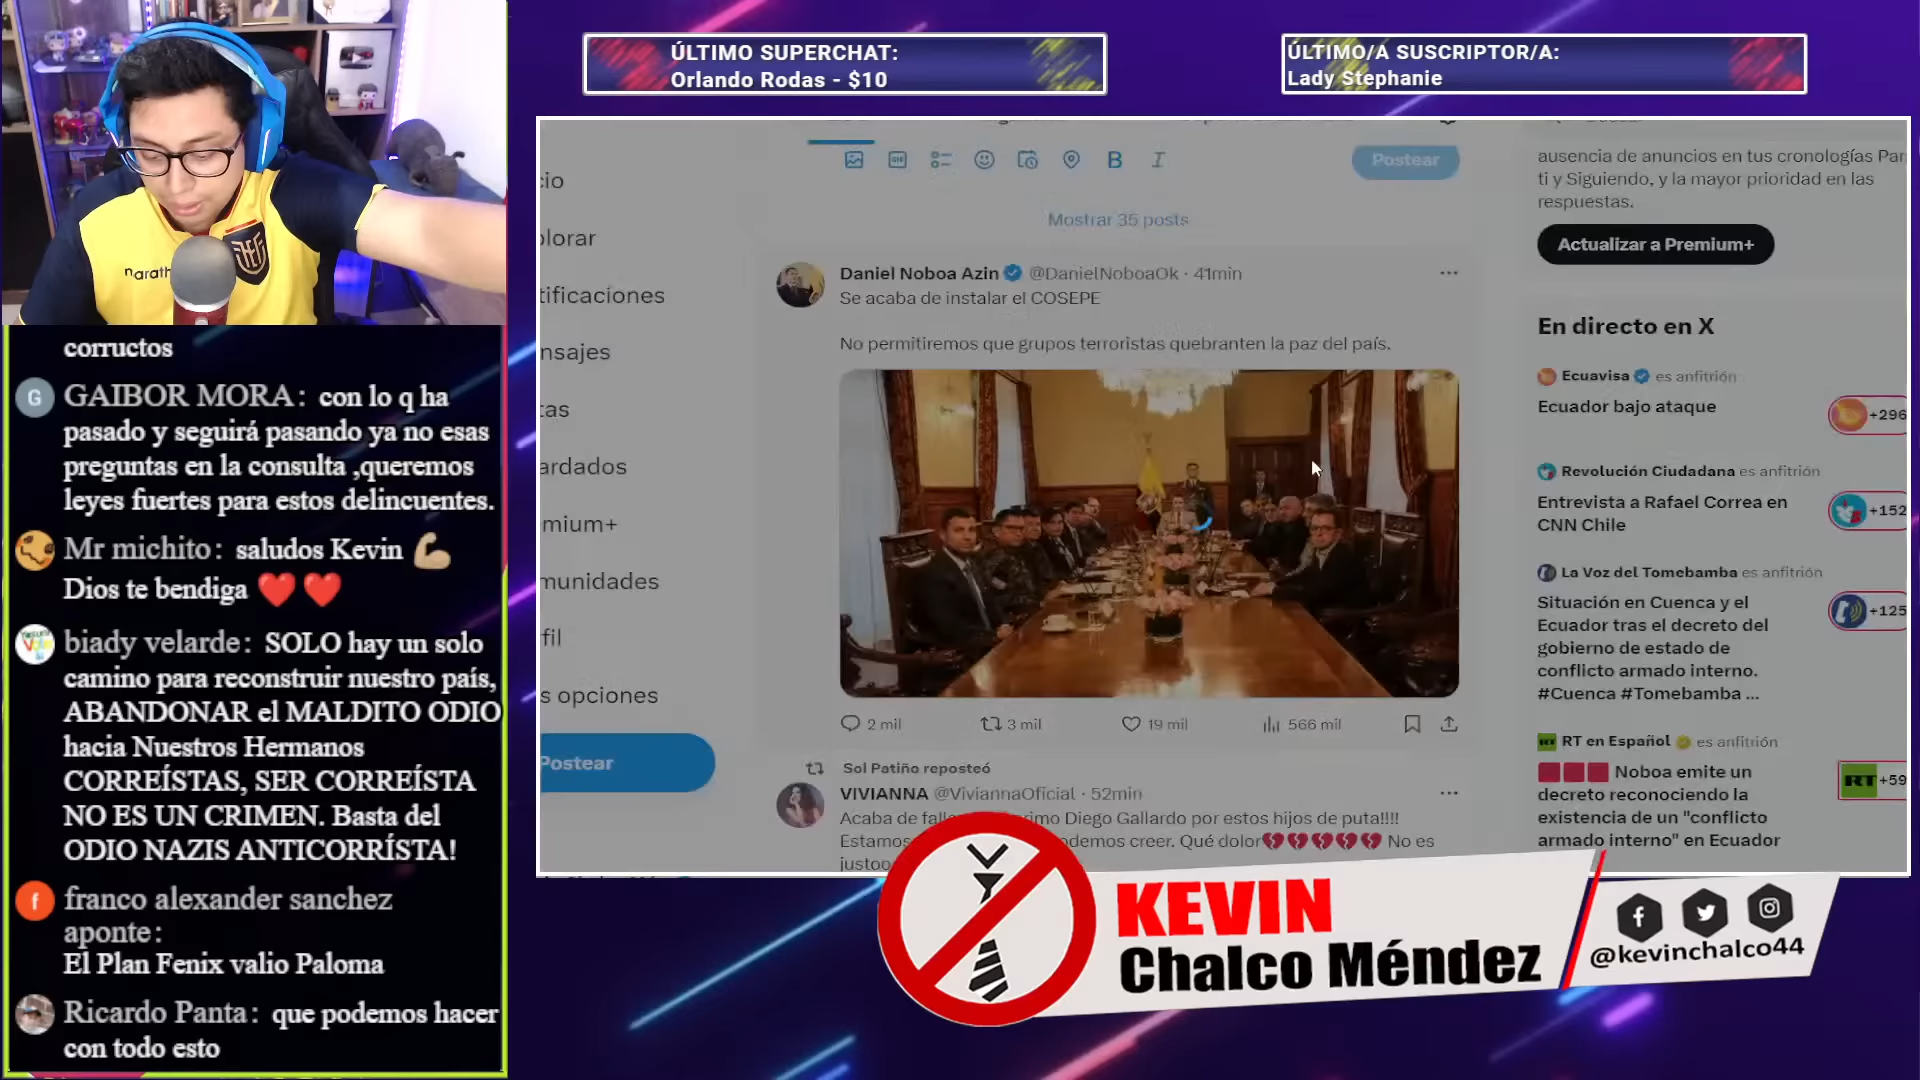 ÚLTIMO SUPERCHAT:
Orlando Rodas - $10
ÚLTIMO/A SUSCRIPTOR/A:
Lady Stephanie
corructos
G
GAIBOR MORA: con lo q ha
pasado y seguirá pasando ya no esas
preguntas en la consulta ,queremos
leyes fuertes para estos delincuentes.
Mr michito: saludos Kevin
Dios te bendiga
biady velarde: SOLO hay un solo
camino para reconstruir nuestro país,
ABANDONAR el MALDITO ODIO
hacia Nuestros Hermanos
CORREÍSTAS, SER CORREÍSTA
NO ES UN CRIMEN. Basta del
ODIO NAZIS ANTICORRÍSTA!
f
franco alexander sanchez
aponte:
El Plan Fenix valio Paloma
Ricardo Panta: que podemos hacer
con todo esto
cio
plorar
tificaciones
nsajes
tas
ardados
mium+
munidades
fil
s opciones
Postear
GIF
B I
Postear
Mostrar 35 posts
Daniel Noboa Azin @DanielNoboaOk · 41min
Se acaba de instalar el COSEPE
No permitiremos que grupos terroristas quebranten la paz del país.
2 mil
3 mil
19 mil
566 mil
Sol Patiño reposteó
VIVIANNA @ViviannaOficial · 52min
Acaba de falle rimo Diego Gallardo por estos hijos de puta!!!!
Estamos odemos creer. Qué dolor💔💔💔💔💔 No es
justoo
ausencia de anuncios en tus cronologías Par
ti y Siguiendo, y la mayor prioridad en las
respuestas.
Actualizar a Premium+
En directo en X
Ecuavisa es anfitrión
Ecuador bajo ataque
+296
Revolución Ciudadana es anfitrión
Entrevista a Rafael Correa en
CNN Chile
+152
La Voz del Tomebamba es anfitrión
Situación en Cuenca y el
Ecuador tras el decreto del
gobierno de estado de
conflicto armado interno.
#Cuenca #Tomebamba ...
+125
RT en Español es anfitrión
Noboa emite un
decreto reconociendo la
existencia de un "conflicto
armado interno" en Ecuador
RT
+59
KEVIN
Chalco Méndez
@kevinchalco44
marath